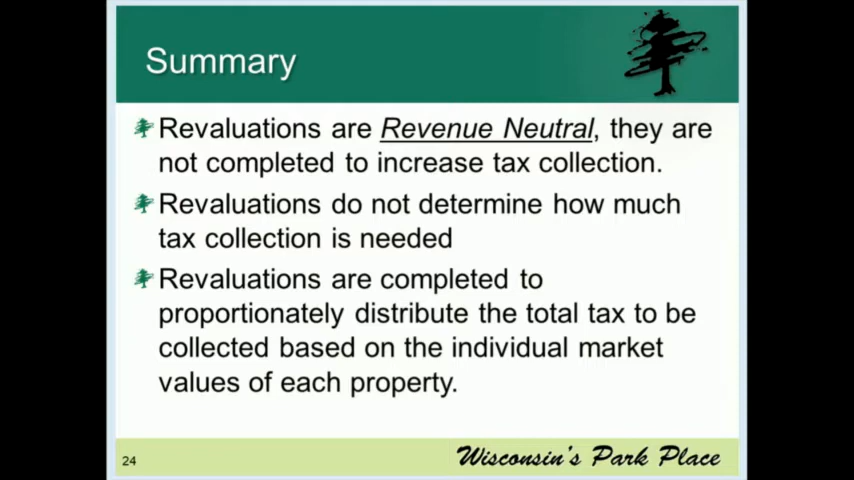 Summary
Revaluations are Revenue Neutral, they are
not completed to increase tax collection.
Revaluations do not determine how much
tax collection is needed
Revaluations are completed to
proportionately distribute the total tax to be
collected based on the individual market
values of each property.
24
Wisconsin's Park Place